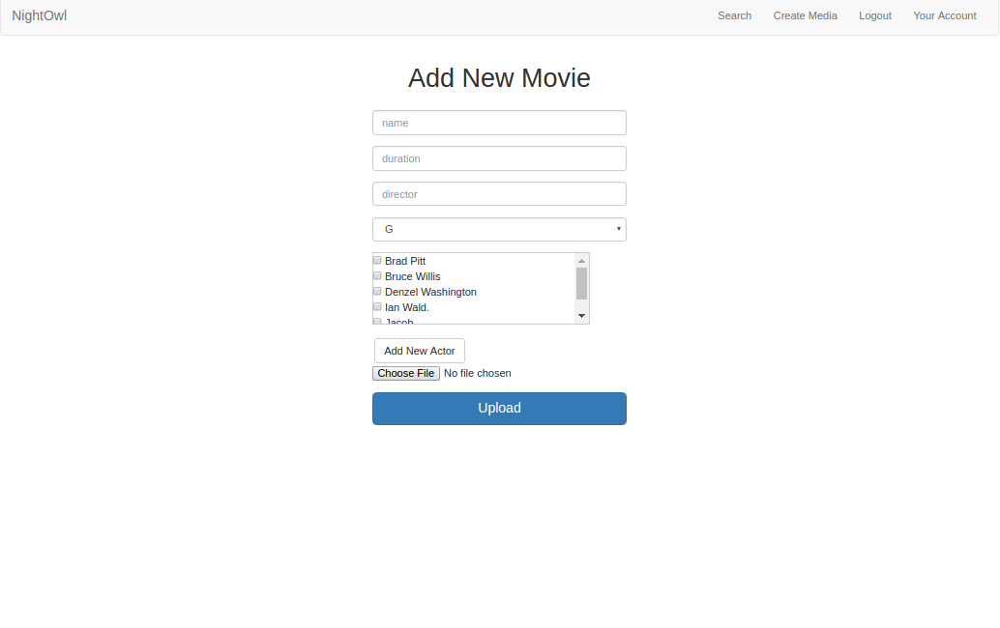 NightOwl Search Create Media Logout Your Account
Add New Movie
name
duration
director
G
Brad Pitt
Bruce Willis
Denzel Washington
Ian Wald.
Jacob
Add New Actor
Choose File No file chosen
Upload